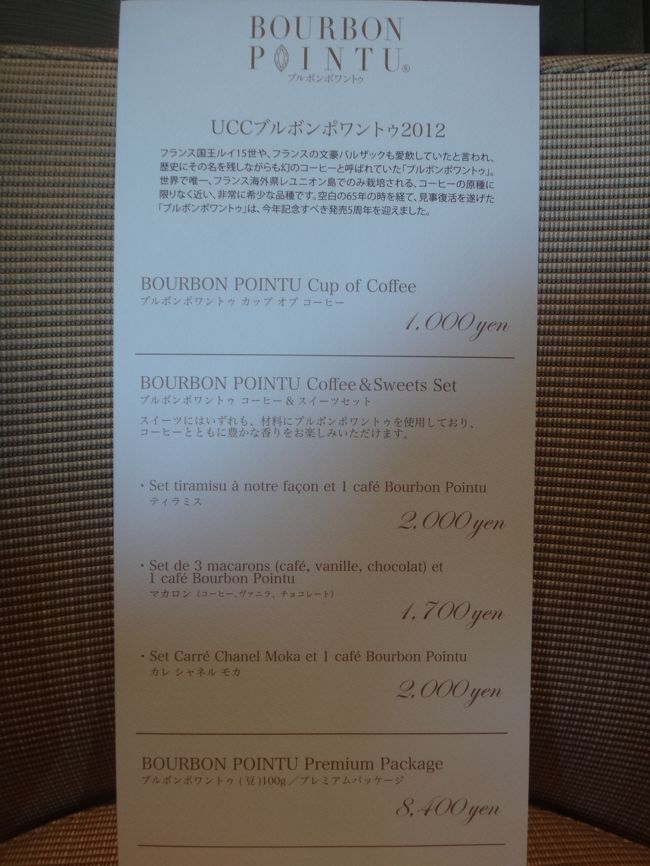 BOURBON
POINTU®
ブルボンポワントゥ
UCCブルボンポワントゥ2012
フランス国王ルイ15世や、フランスの文豪バルザックも愛飲していたと言われ、
歴史にその名を残しながらも幻のコーヒーと呼ばれていた「ブルボンポワントゥ」。
世界で唯一、フランス海外県レユニオン島でのみ栽培される、コーヒーの原種に
限りなく近い、非常に希少な品種です。空白の65年の時を経て、見事復活を遂げた
「ブルボンポワントゥ」は、今年記念すべき発売5周年を迎えました。
BOURBON POINTU Cup of Coffee
ブルボンポワントゥ カップ オブ コーヒー
1,000 yen
BOURBON POINTU Coffee&Sweets Set
ブルボンポワントゥ コーヒー&スイーツセット
スイーツにはいずれも、材料にブルボンポワントゥを使用しており、
コーヒーとともに豊かな香りをお楽しみいただけます。
・Set tiramisu à notre façon et 1 café Bourbon Pointu
ティラミス
2,000 yen
・Set de 3 macarons (café, vanille, chocolat) et
1 café Bourbon Pointu
マカロン（コーヒー、ヴァニラ、チョコレート）
1,700 yen
・Set Carré Chanel Moka et 1 café Bourbon Pointu
カレ シャネル モカ
2,000 yen
BOURBON POINTU Premium Package
ブルボンポワントゥ(豆)100g／プレミアムパッケージ
8,400 yen